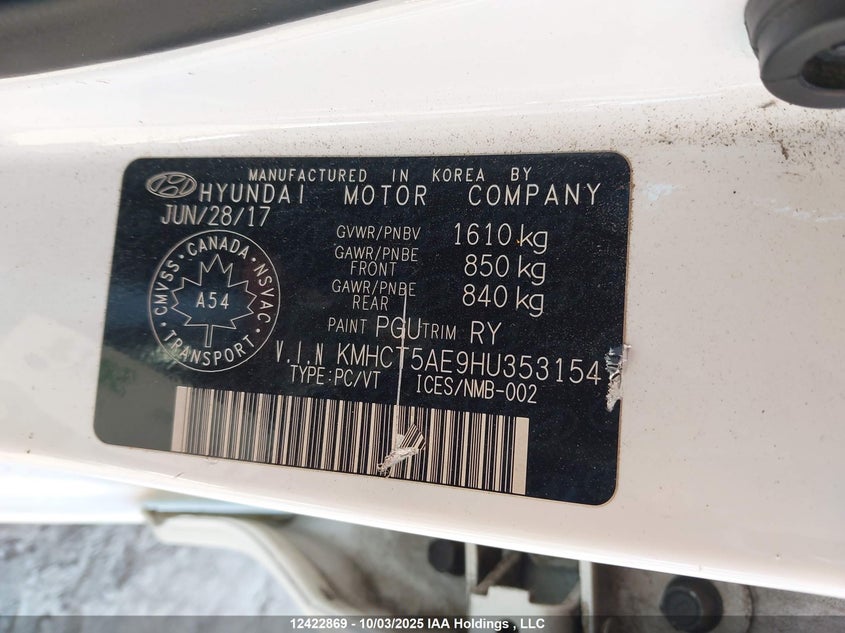 MANUFACTURED IN KOREA BY
HYUNDAI MOTOR COMPANY
JUN/28/17
GVWR/PNBV 1610 kg
GAWR/PNBE FRONT 850 kg
GAWR/PNBE REAR 840 kg
CANADA
CMVSS NSVAC
A54
TRANSPORT
PAINT PGU TRIM RY
V.I.N KMHCT5AE9HU353154
TYPE:PC/VT ICES/NMB-002
12422869 - 10/03/2025 IAA Holdings , LLC